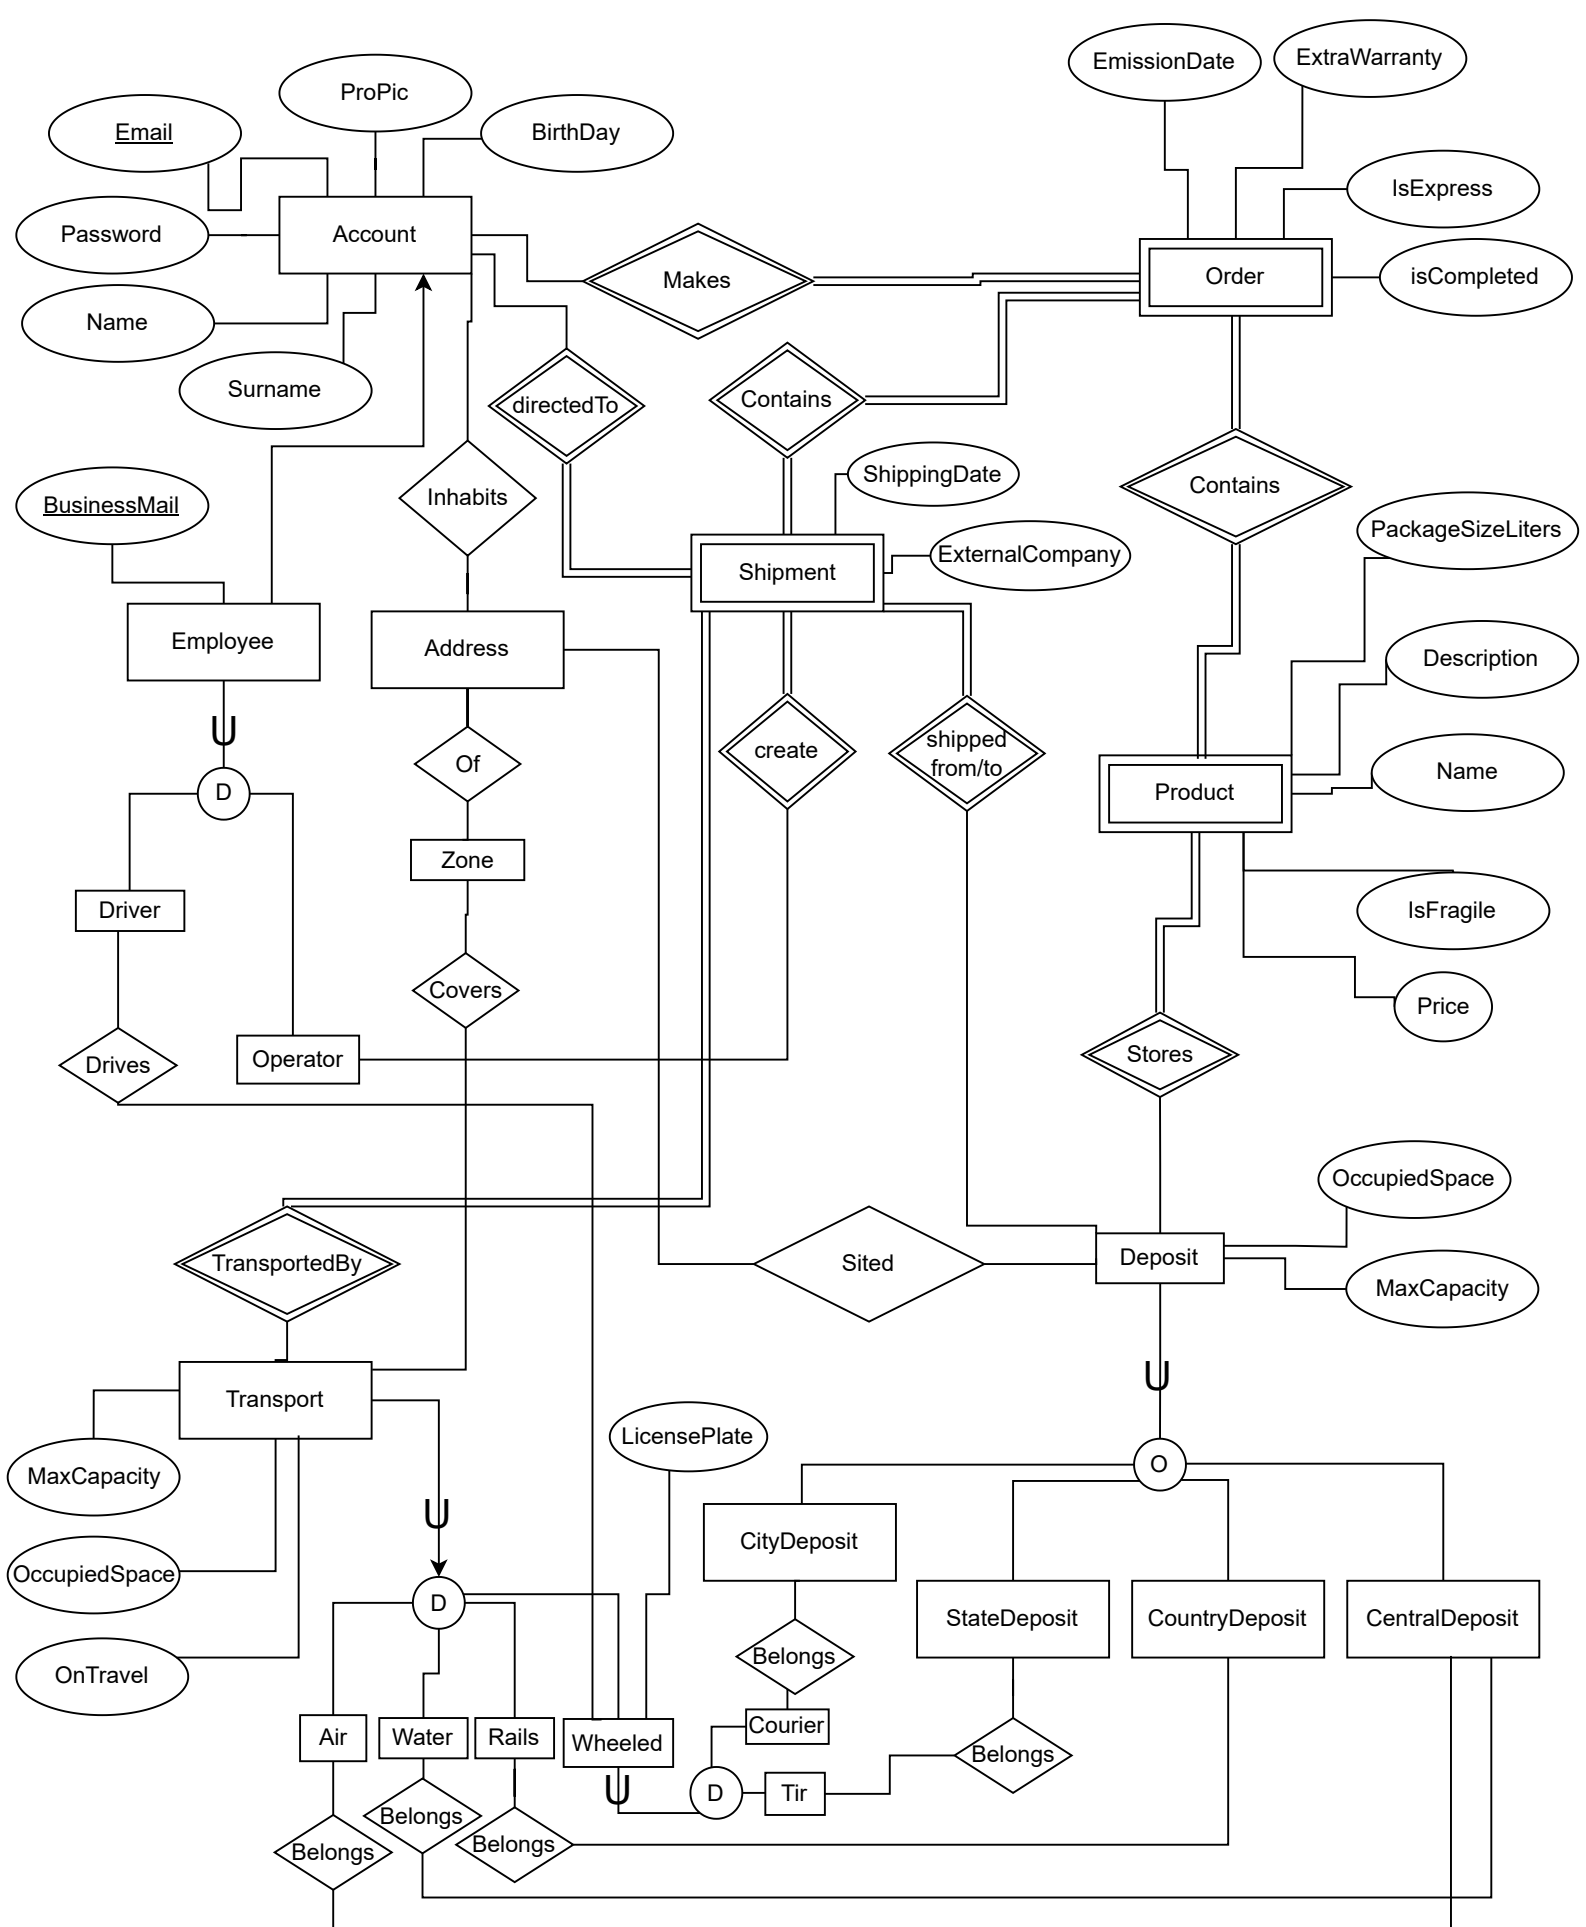 EmissionDate
ExtraWarranty
ProPic
Email
BirthDay
IsExpress
Password
Account
Makes
Order
isCompleted
Name
Surname
directedTo
Contains
ShippingDate
Contains
BusinessMail
Inhabits
PackageSizeLiters
ExternalCompany
Shipment
Employee
Address
Description
shipped
from/to
create
Of
Name
D
Product
Zone
Driver
IsFragile
Covers
Price
Drives
Operator
Stores
OccupiedSpace
TransportedBy
Sited
Deposit
MaxCapacity
Transport
LicensePlate
MaxCapacity
O
CityDeposit
OccupiedSpace
D
StateDeposit
CountryDeposit
CentralDeposit
OnTravel
Belongs
Air
Water
Rails
Wheeled
Courier
Belongs
D
Tir
Belongs
Belongs
Belongs